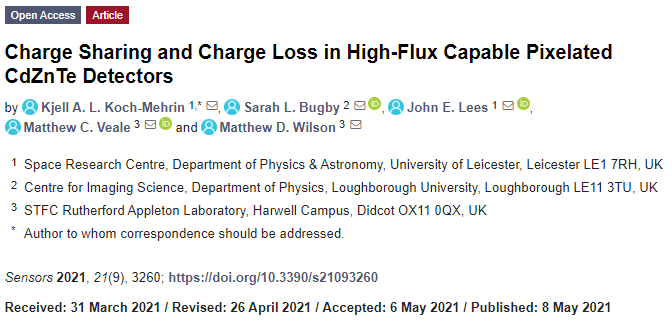 Open Access Article
Charge Sharing and Charge Loss in High-Flux Capable Pixelated
CdZnTe Detectors
by Kjell A. L. Koch-Mehrin 1,*, Sarah L. Bugby 2, John E. Lees 1,
Matthew C. Veale 3 and Matthew D. Wilson 3
1 Space Research Centre, Department of Physics & Astronomy, University of Leicester, Leicester LE1 7RH, UK
2 Centre for Imaging Science, Department of Physics, Loughborough University, Loughborough LE11 3TU, UK
3 STFC Rutherford Appleton Laboratory, Harwell Campus, Didcot OX11 0QX, UK
* Author to whom correspondence should be addressed.
Sensors 2021, 21(9), 3260; https://doi.org/10.3390/s21093260
Received: 31 March 2021 / Revised: 26 April 2021 / Accepted: 6 May 2021 / Published: 8 May 2021